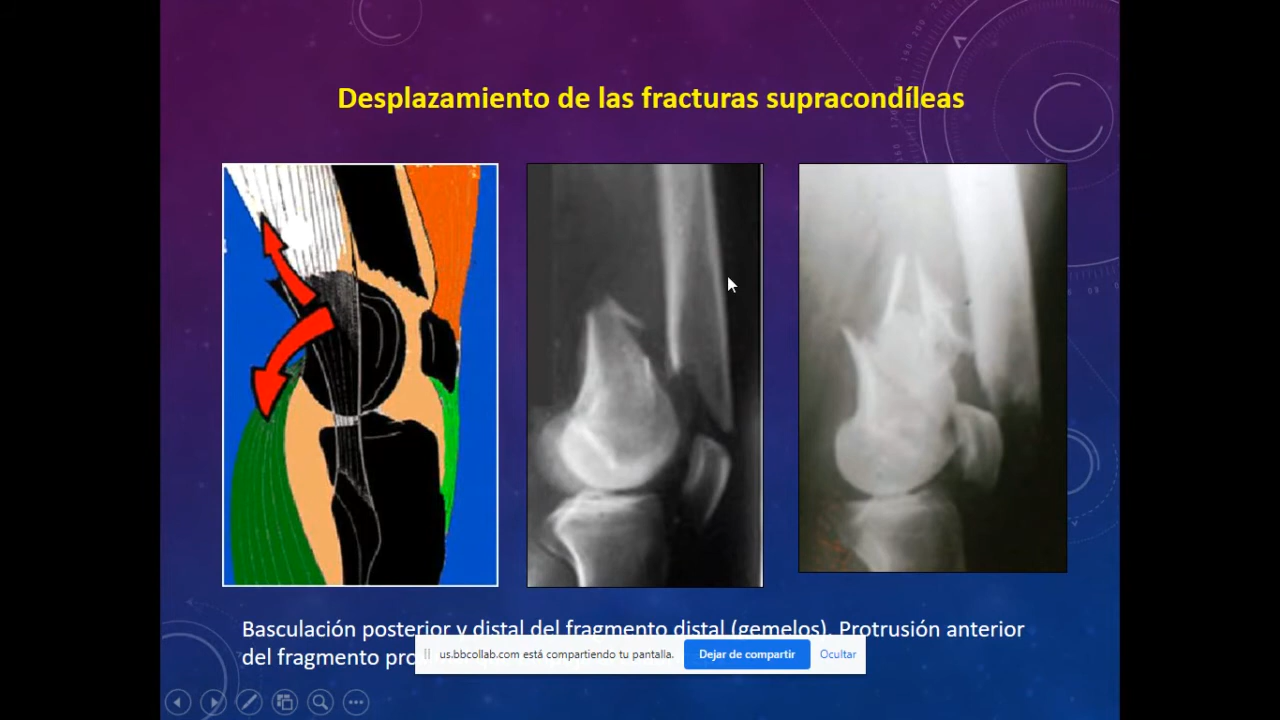 Desplazamiento de las fracturas supracondíleas
Basculación posterior y distal del fragmento distal (gemelos). Protrusión anterior
del fragmento
us.bbcollab.com está compartiendo tu pantalla.
Dejar de compartir
Ocultar